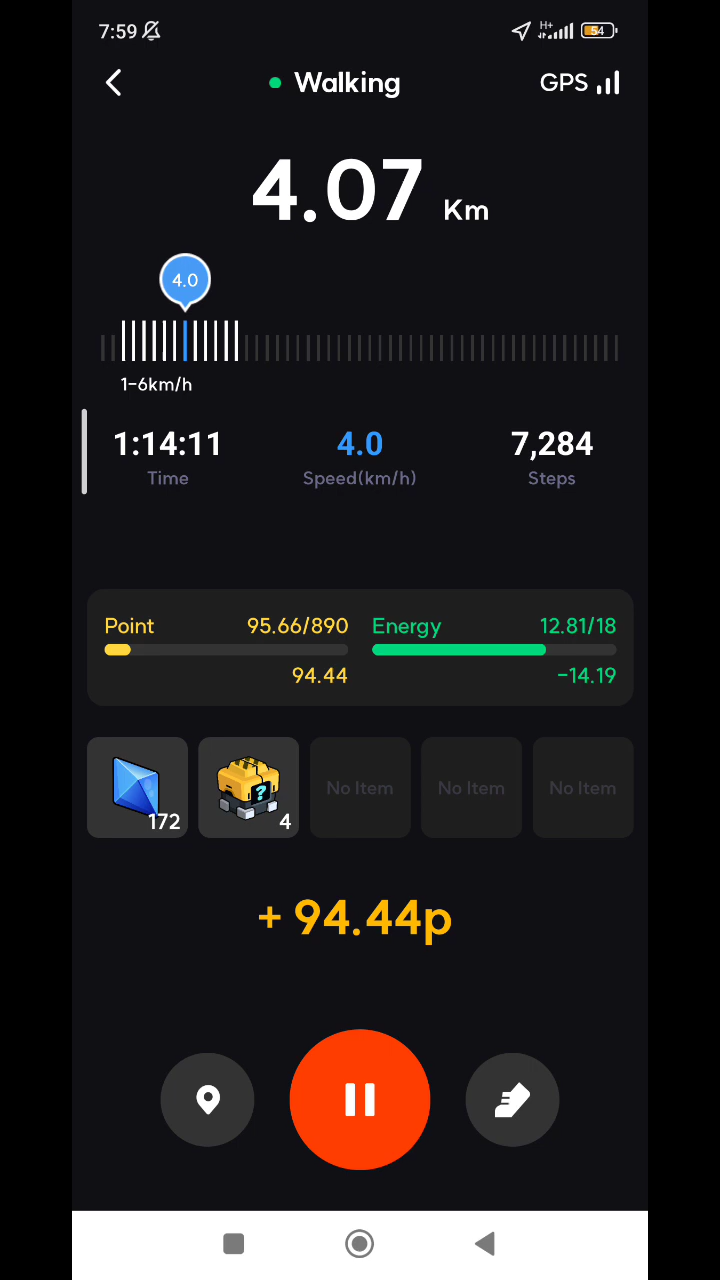 7:59 H+ 54
Walking GPS
4.07 Km
4.0
1-6km/h
1:14:11 4.0 7,284
Time Speed(km/h) Steps
Point 95.66/890 Energy 12.81/18
94.44 -14.19
172 4 No Item No Item No Item
+ 94.44p